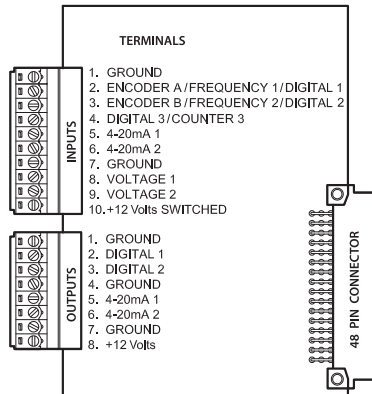 TERMINALS
INPUTS
1. GROUND
2. ENCODER A/FREQUENCY 1/DIGITAL 1
3. ENCODER B/FREQUENCY 2/DIGITAL 2
4. DIGITAL 3/COUNTER 3
5. 4-20mA 1
6. 4-20mA 2
7. GROUND
8. VOLTAGE 1
9. VOLTAGE 2
10.+12 Volts SWITCHED
OUTPUTS
1. GROUND
2. DIGITAL 1
3. DIGITAL 2
4. GROUND
5. 4-20mA 1
6. 4-20mA 2
7. GROUND
8. +12 Volts
48 PIN CONNECTOR